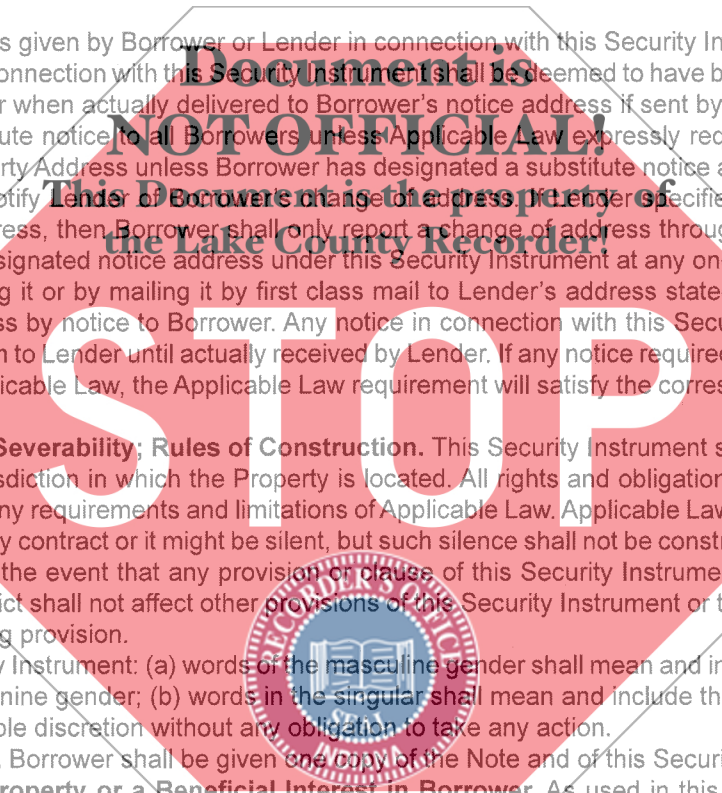 s given by Borrower or Lender in connection with this Security In
Document is
onnection with this Security Instrument shall be deemed to have b
r when actually delivered to Borrower's notice address if sent by
NOT OFFICIAL!
ute notice to all Borrowers unless Applicable Law expressly req
rty Address unless Borrower has designated a substitute notice a
This Document is the property of
otify Lender of Borrower's change of address. If Lender specifie
ress, then Borrower shall only report a change of address throug
the Lake County Recorder!
signated notice address under this Security Instrument at any on
g it or by mailing it by first class mail to Lender's address state
ss by notice to Borrower. Any notice in connection with this Secu
n to Lender until actually received by Lender. If any notice required
licable Law, the Applicable Law requirement will satisfy the corres
STOP
Severability; Rules of Construction. This Security Instrument s
isdiction in which the Property is located. All rights and obligation
ny requirements and limitations of Applicable Law. Applicable Law
y contract or it might be silent, but such silence shall not be constr
the event that any provision or clause of this Security Instrume
ict shall not affect other provisions of this Security Instrument or t
g provision.
y Instrument: (a) words of the masculine gender shall mean and in
nine gender; (b) words in the singular shall mean and include th
ole discretion without any obligation to take any action.
. Borrower shall be given one copy of the Note and of this Securi
roperty or a Beneficial Interest in Borrower. As used in this
RECORDER'S OFFICE
SEAL
INDIANA